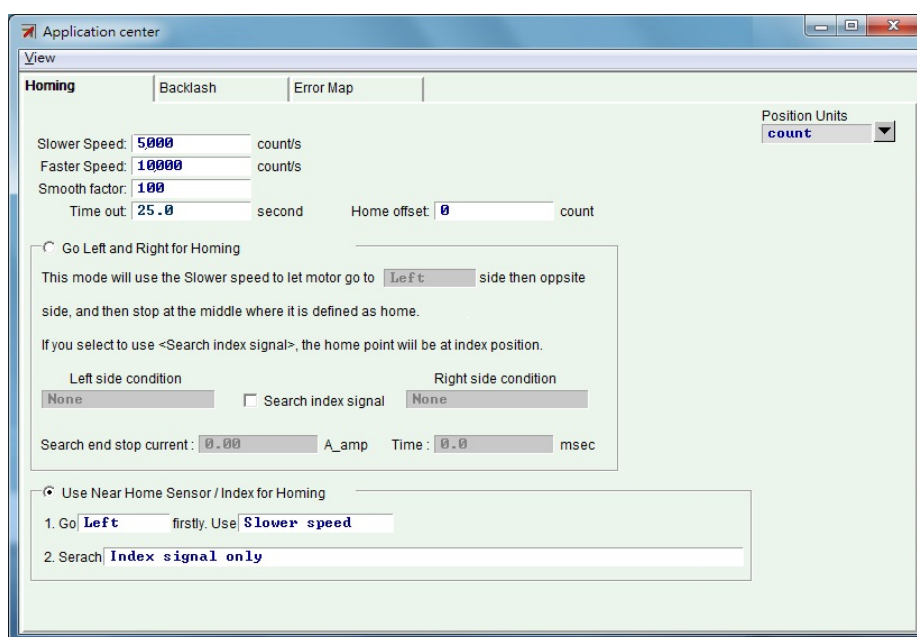 Application center
View
Homing Backlash Error Map
Position Units
count
Slower Speed: 5,000 count/s
Faster Speed: 10,000 count/s
Smooth factor: 100
Time out: 25.0 second Home offset: 0 count
Go Left and Right for Homing
This mode will use the Slower speed to let motor go to Left side then oppsite
side, and then stop at the middle where it is defined as home.
If you select to use <Search index signal>, the home point wiil be at index position.
Left side condition Right side condition
None Search index signal None
Search end stop current : 0.00 A_amp Time : 0.0 msec
Use Near Home Sensor / Index for Homing
1. Go Left firstly. Use Slower speed
2. Serach Index signal only